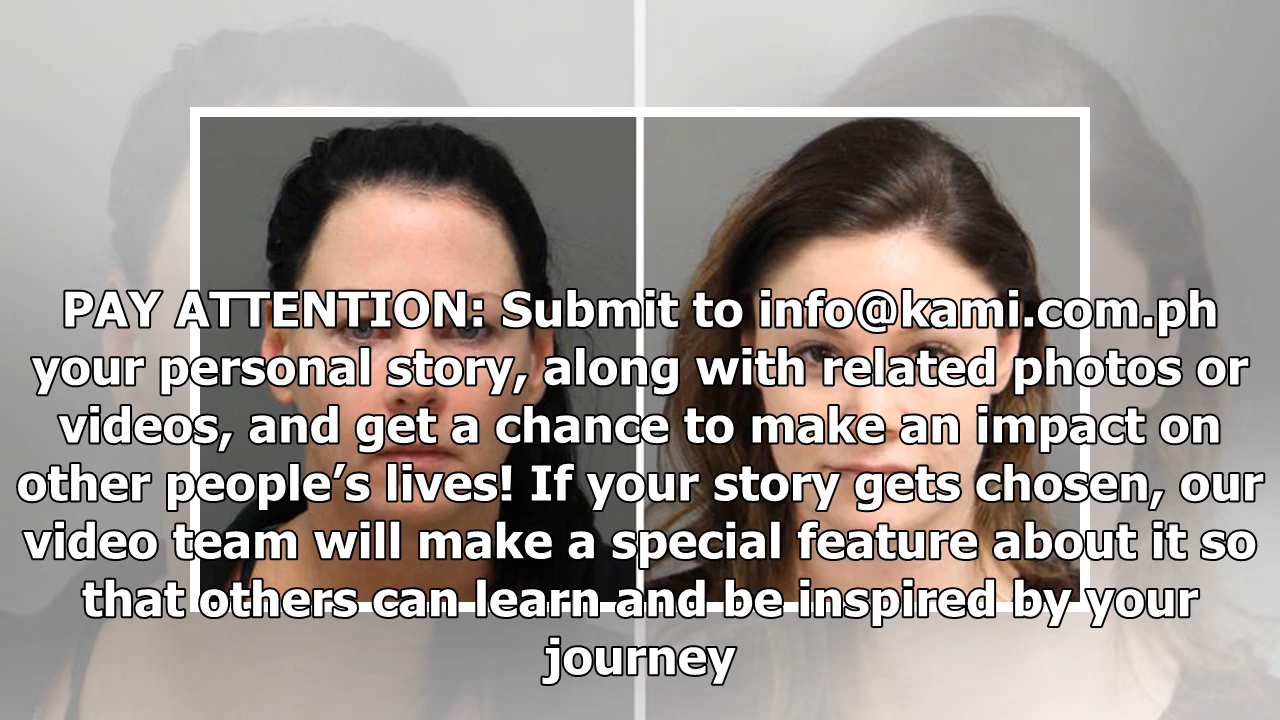 PAY ATTENTION: Submit to info@kami.com.ph
your personal story, along with related photos or
videos, and get a chance to make an impact on
other people’s lives! If your story gets chosen, our
video team will make a special feature about it so
that others can learn and be inspired by your
journey